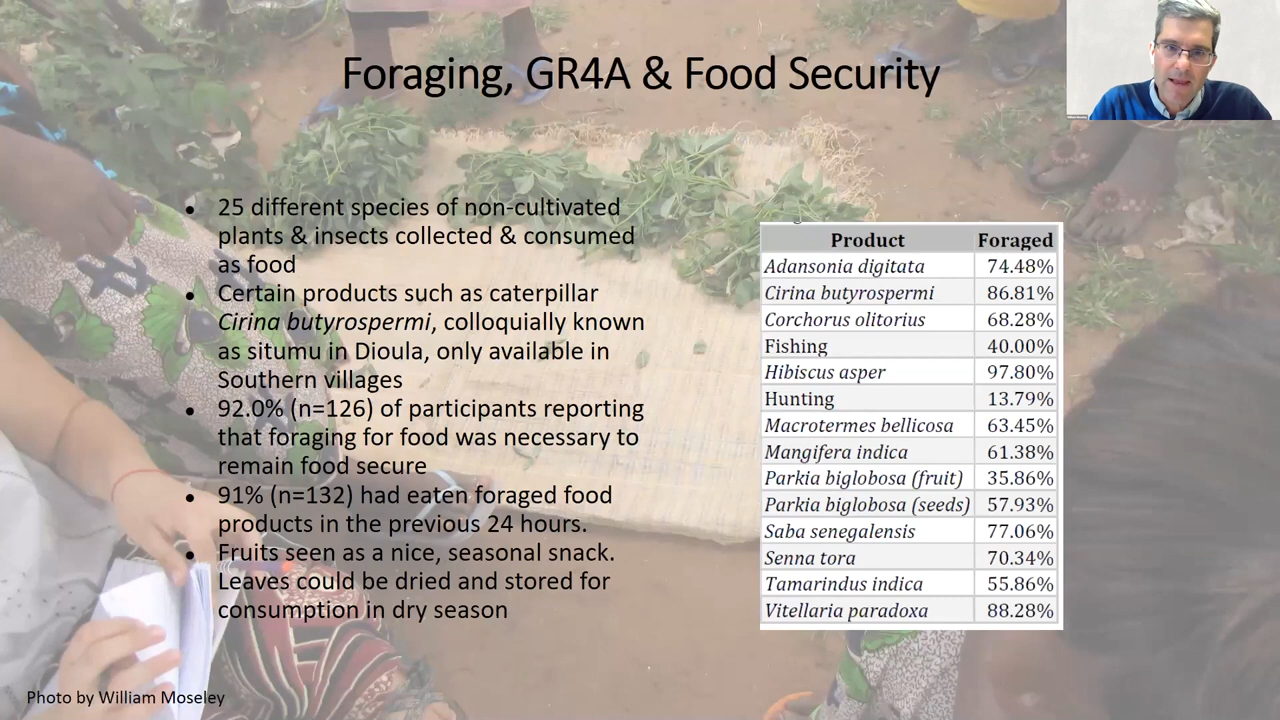 Foraging, GR4A & Food Security
25 different species of non-cultivated
plants & insects collected & consumed
as food
Certain products such as caterpillar
Cirina butyrospermi, colloquially known
as situmu in Dioula, only available in
Southern villages
92.0% (n=126) of participants reporting
that foraging for food was necessary to
remain food secure
91% (n=132) had eaten foraged food
products in the previous 24 hours.
Fruits seen as a nice, seasonal snack.
Leaves could be dried and stored for
consumption in dry season
Product Foraged
Adansonia digitata 74.48%
Cirina butyrospermi 86.81%
Corchorus olitorius 68.28%
Fishing 40.00%
Hibiscus asper 97.80%
Hunting 13.79%
Macrotermes bellicosa 63.45%
Mangifera indica 61.38%
Parkia biglobosa (fruit) 35.86%
Parkia biglobosa (seeds) 57.93%
Saba senegalensis 77.06%
Senna tora 70.34%
Tamarindus indica 55.86%
Vitellaria paradoxa 88.28%
Photo by William Moseley